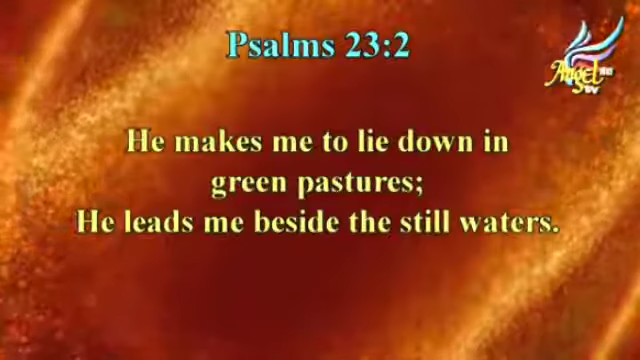 Psalms 23:2
Angel
TV
He makes me to lie down in
green pastures;
He leads me beside the still waters.